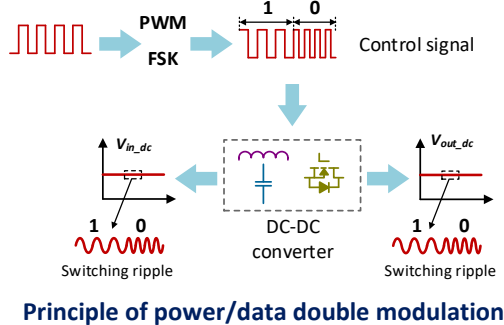 PWM
FSK
1 0
Control signal
V_in_dc
V_out_dc
DC-DC
converter
1 0
Switching ripple
1 0
Switching ripple
Principle of power/data double modulation